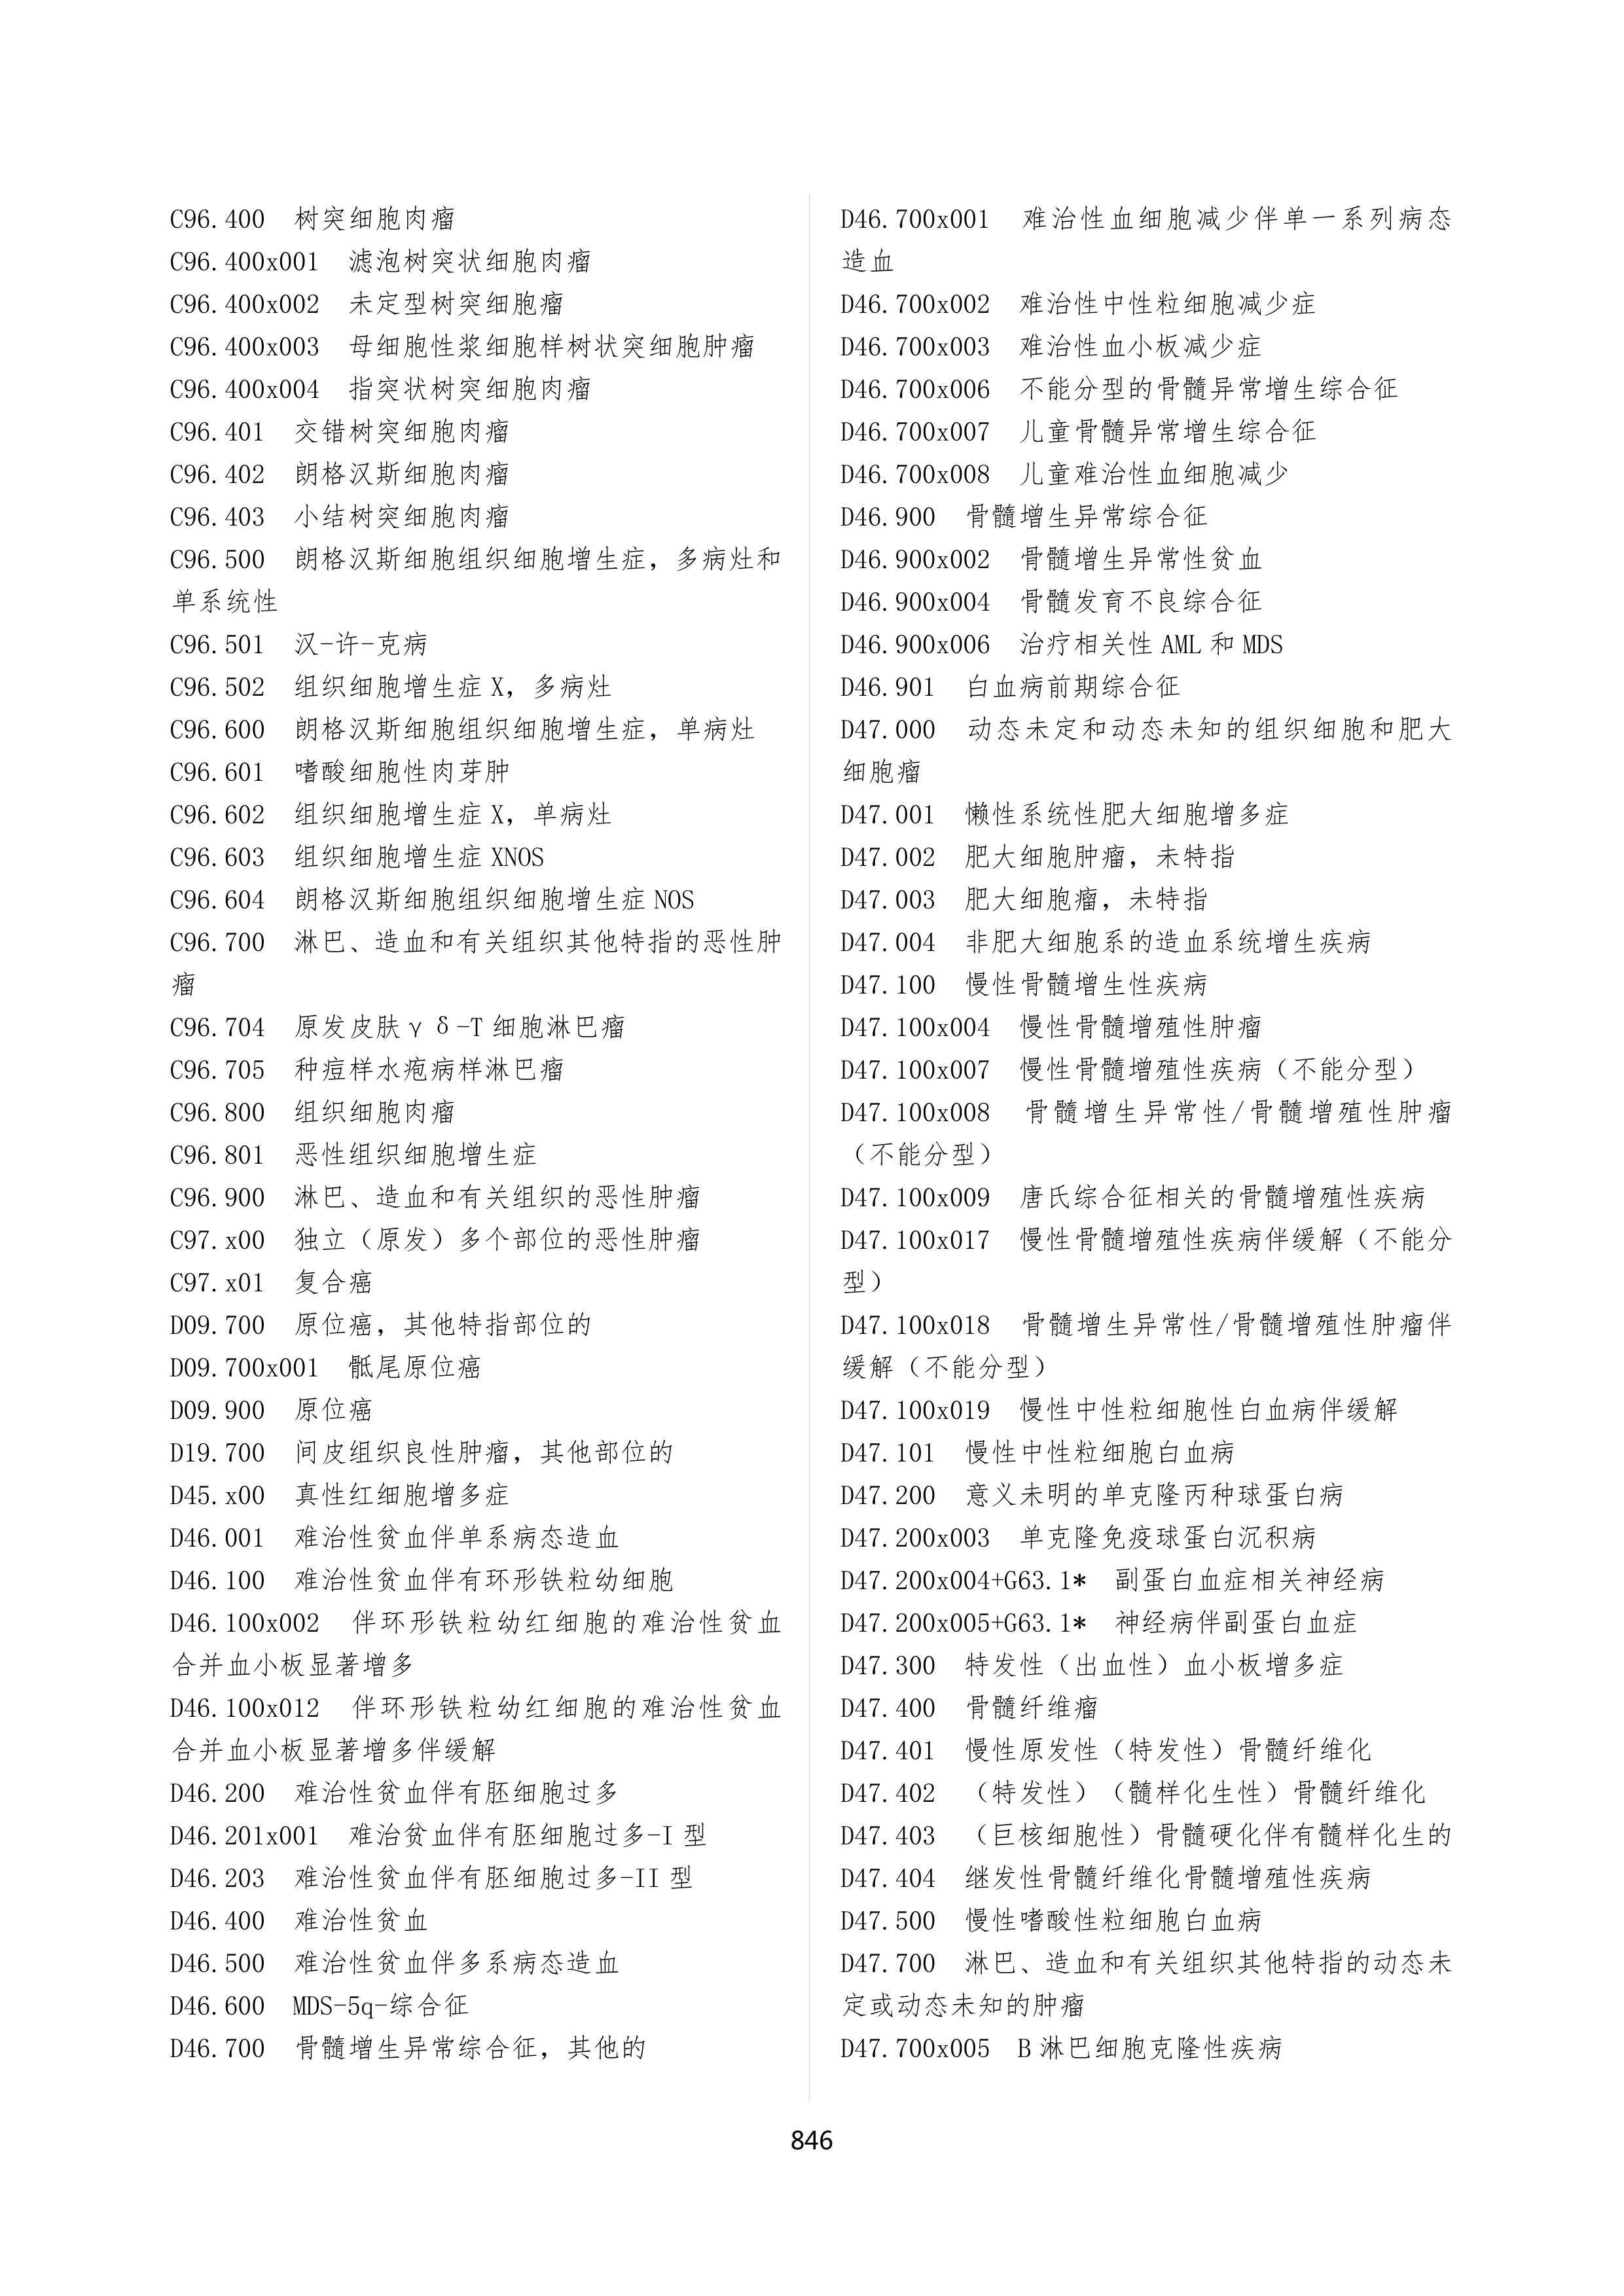 C96.400 树突细胞肉瘤
C96.400x001 滤泡树突状细胞肉瘤
C96.400x002 未定型树突细胞瘤
C96.400x003 母细胞性浆细胞样树状突细胞肿瘤
C96.400x004 指突状树突细胞肉瘤
C96.401 交错树突细胞肉瘤
C96.402 朗格汉斯细胞肉瘤
C96.403 小结树突细胞肉瘤
C96.500 朗格汉斯细胞组织细胞增生症，多病灶和
单系统性
C96.501 汉-许-克病
C96.502 组织细胞增生症 X，多病灶
C96.600 朗格汉斯细胞组织细胞增生症，单病灶
C96.601 嗜酸细胞性肉芽肿
C96.602 组织细胞增生症 X，单病灶
C96.603 组织细胞增生症 XNOS
C96.604 朗格汉斯细胞组织细胞增生症 NOS
C96.700 淋巴、造血和有关组织其他特指的恶性肿
瘤
C96.704 原发皮肤γδ-T 细胞淋巴瘤
C96.705 种痘样水疱病样淋巴瘤
C96.800 组织细胞肉瘤
C96.801 恶性组织细胞增生症
C96.900 淋巴、造血和有关组织的恶性肿瘤
C97.x00 独立（原发）多个部位的恶性肿瘤
C97.x01 复合癌
D09.700 原位癌，其他特指部位的
D09.700x001 骶尾原位癌
D09.900 原位癌
D19.700 间皮组织良性肿瘤，其他部位的
D45.x00 真性红细胞增多症
D46.001 难治性贫血伴单系病态造血
D46.100 难治性贫血伴有环形铁粒幼细胞
D46.100x002 伴环形铁粒幼红细胞的难治性贫血
合并血小板显著增多
D46.100x012 伴环形铁粒幼红细胞的难治性贫血
合并血小板显著增多伴缓解
D46.200 难治性贫血伴有胚细胞过多
D46.201x001 难治贫血伴有胚细胞过多-I 型
D46.203 难治性贫血伴有胚细胞过多-II 型
D46.400 难治性贫血
D46.500 难治性贫血伴多系病态造血
D46.600 MDS-5q-综合征
D46.700 骨髓增生异常综合征，其他的
D46.700x001 难治性血细胞减少伴单一系列病态
造血
D46.700x002 难治性中性粒细胞减少症
D46.700x003 难治性血小板减少症
D46.700x006 不能分型的骨髓异常增生综合征
D46.700x007 儿童骨髓异常增生综合征
D46.700x008 儿童难治性血细胞减少
D46.900 骨髓增生异常综合征
D46.900x002 骨髓增生异常性贫血
D46.900x004 骨髓发育不良综合征
D46.900x006 治疗相关性 AML 和 MDS
D46.901 白血病前期综合征
D47.000 动态未定和动态未知的组织细胞和肥大
细胞瘤
D47.001 懒性系统性肥大细胞增多症
D47.002 肥大细胞肿瘤，未特指
D47.003 肥大细胞瘤，未特指
D47.004 非肥大细胞系的造血系统增生疾病
D47.100 慢性骨髓增生性疾病
D47.100x004 慢性骨髓增殖性肿瘤
D47.100x007 慢性骨髓增殖性疾病（不能分型）
D47.100x008 骨髓增生异常性/骨髓增殖性肿瘤
（不能分型）
D47.100x009 唐氏综合征相关的骨髓增殖性疾病
D47.100x017 慢性骨髓增殖性疾病伴缓解（不能分
型）
D47.100x018 骨髓增生异常性/骨髓增殖性肿瘤伴
缓解（不能分型）
D47.100x019 慢性中性粒细胞性白血病伴缓解
D47.101 慢性中性粒细胞白血病
D47.200 意义未明的单克隆丙种球蛋白病
D47.200x003 单克隆免疫球蛋白沉积病
D47.200x004+G63.1* 副蛋白血症相关神经病
D47.200x005+G63.1* 神经病伴副蛋白血症
D47.300 特发性（出血性）血小板增多症
D47.400 骨髓纤维瘤
D47.401 慢性原发性（特发性）骨髓纤维化
D47.402 （特发性）（髓样化生性）骨髓纤维化
D47.403 （巨核细胞性）骨髓硬化伴有髓样化生的
D47.404 继发性骨髓纤维化骨髓增殖性疾病
D47.500 慢性嗜酸性粒细胞白血病
D47.700 淋巴、造血和有关组织其他特指的动态未
定或动态未知的肿瘤
D47.700x005 B 淋巴细胞克隆性疾病
846